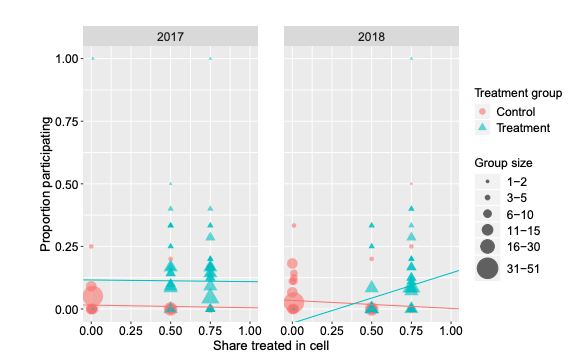 2017
2018
1.00
0.75
0.50
0.25
0.00
Proportion participating
0.00 0.25 0.50 0.75 1.00
0.00 0.25 0.50 0.75 1.00
Share treated in cell
Treatment group
Control
Treatment
Group size
1−2
3−5
6−10
11−15
16−30
31−51